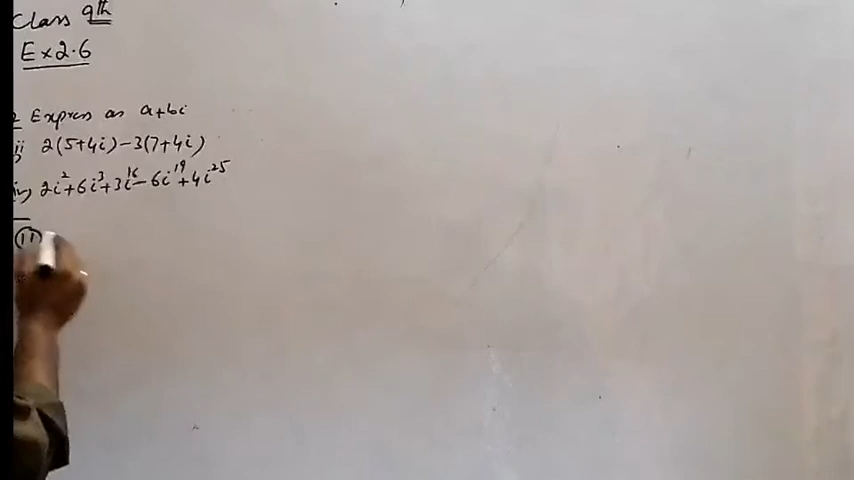 Class 9th
Ex 2.6
2 Express as a+bi
ii 2(5+4i)-3(7+4i)
iv, 2i²+6i³+3i¹⁶-6i¹⁹+4i²⁵
(ii)